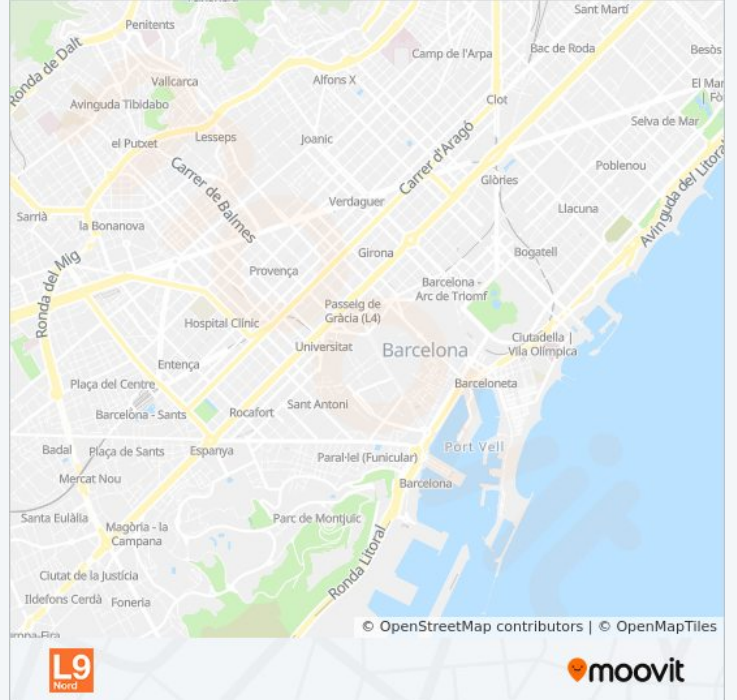 Sant Martí
Penitents
Camp de l'Arpa
Bac de Roda
Besòs
Ronda de Dalt
Vallcarca
Alfons X
El Mar
| Fò
Avinguda Tibidabo
Clot
Selva de Mar
el Putxet
Lesseps
Joanic
Carrer d'Aragó
Poblenou
Carrer de Balmes
Glòries
Avinguda del Litoral
Sarrià
la Bonanova
Verdaguer
Llacuna
Ronda del Mig
Girona
Bogatell
Provença
Barcelona -
Arc de Triomf
Passeig de
Gràcia (L4)
Hospital Clínic
Universitat
Barcelona
Ciutadella |
Vila Olímpica
Entença
Plaça del Centre
Barceloneta
Barcelona - Sants
Rocafort
Sant Antoni
Badal
Plaça de Sants
Espanya
Paral·lel (Funicular)
Port Vell
Mercat Nou
Barcelona
Santa Eulàlia
Magòria - la
Campana
Parc de Montjuïc
Ronda Litoral
Ciutat de la Justícia
Ildefons Cerdà
Foneria
© OpenStreetMap contributors | © OpenMapTiles
L9
Nord
moovit